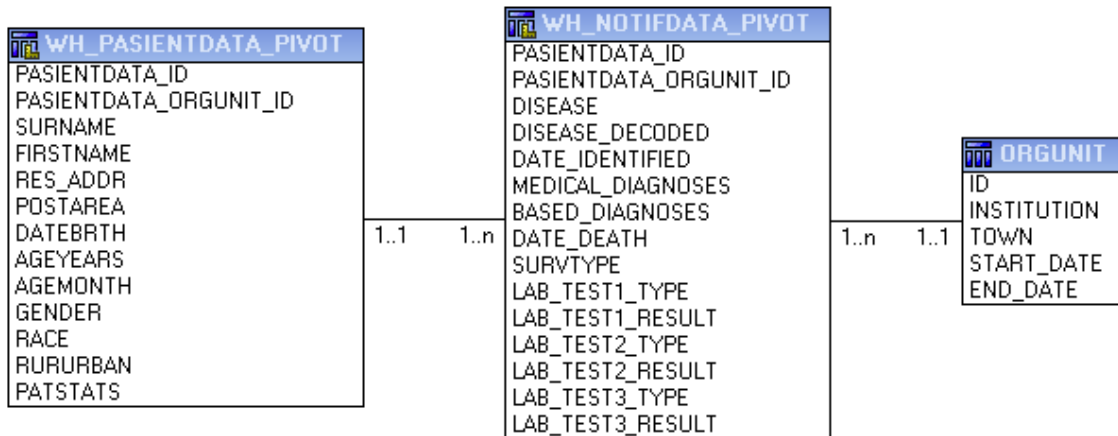 WH_PASIENTDATA_PIVOT
PASIENTDATA_ID
PASIENTDATA_ORGUNIT_ID
SURNAME
FIRSTNAME
RES_ADDR
POSTAREA
DATEBRTH
AGEYEARS
AGEMONTH
GENDER
RACE
RURURBAN
PATSTATS
1..1
1..n
WH_NOTIFDATA_PIVOT
PASIENTDATA_ID
PASIENTDATA_ORGUNIT_ID
DISEASE
DISEASE_DECODED
DATE_IDENTIFIED
MEDICAL_DIAGNOSES
BASED_DIAGNOSES
DATE_DEATH
SURVTYPE
LAB_TEST1_TYPE
LAB_TEST1_RESULT
LAB_TEST2_TYPE
LAB_TEST2_RESULT
LAB_TEST3_TYPE
LAB_TEST3_RESULT
1..n
1..1
ORGUNIT
ID
INSTITUTION
TOWN
START_DATE
END_DATE